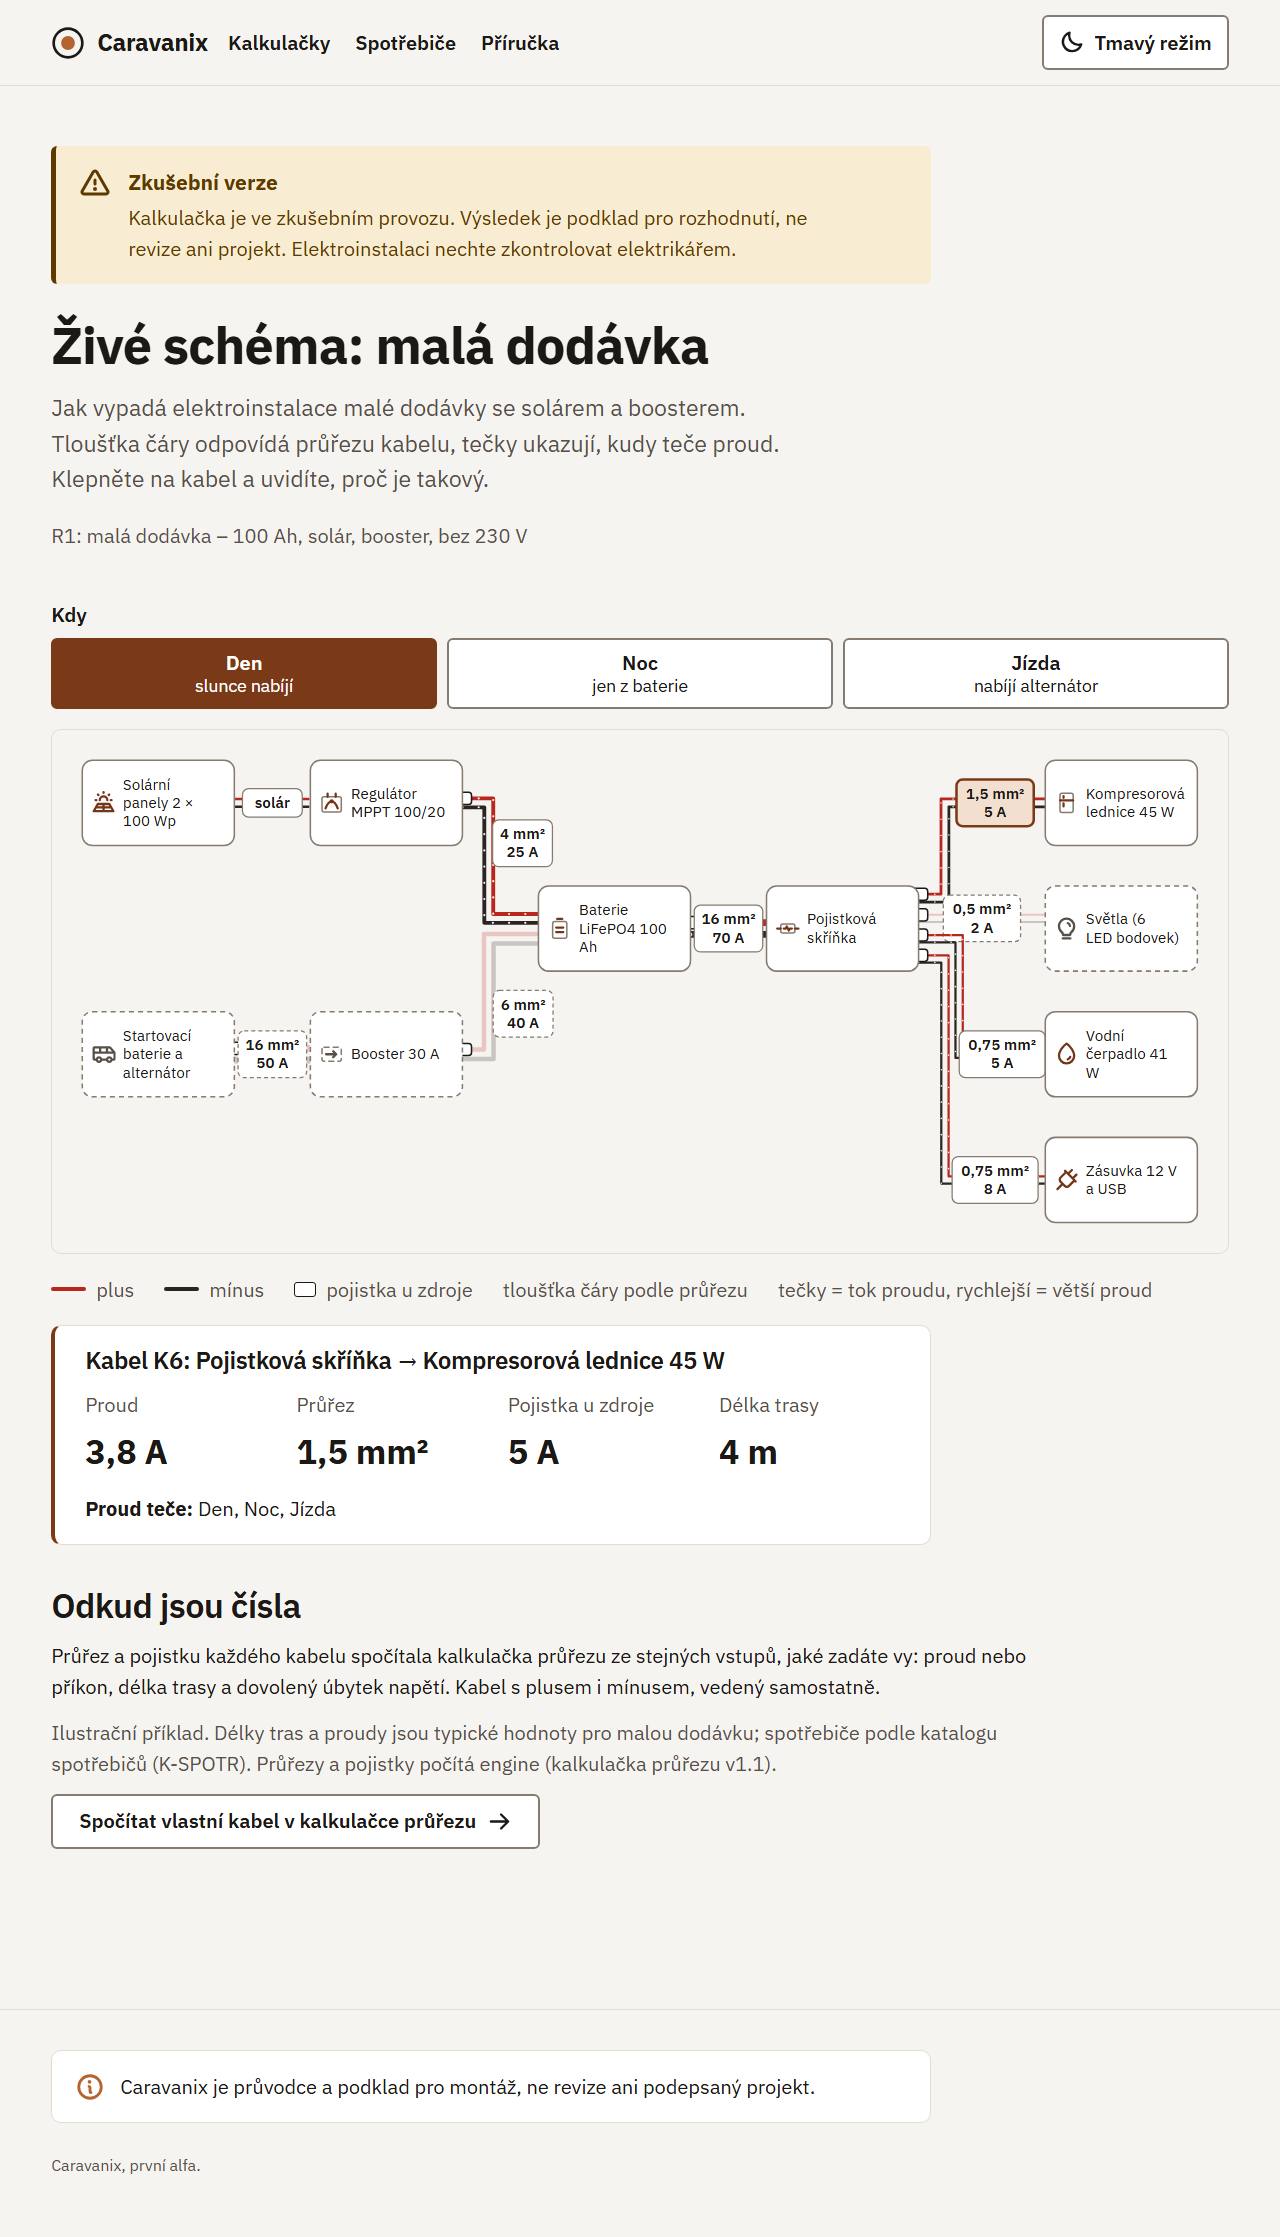 Caravanix
Kalkulačky
Spotřebiče
Příručka
Tmavý režim
Zkušební verze
Kalkulačka je ve zkušebním provozu. Výsledek je podklad pro rozhodnutí, ne
revize ani projekt. Elektroinstalaci nechte zkontrolovat elektrikářem.
Živé schéma: malá dodávka
Jak vypadá elektroinstalace malé dodávky se solárem a boosterem.
Tloušťka čáry odpovídá průřezu kabelu, tečky ukazují, kudy teče proud.
Klepněte na kabel a uvidíte, proč je takový.
R1: malá dodávka – 100 Ah, solár, booster, bez 230 V
Kdy
Den
slunce nabíjí
Noc
jen z baterie
Jízda
nabíjí alternátor
Solární
panely 2 ×
100 Wp
solár
Regulátor
MPPT 100/20
4 mm²
25 A
1,5 mm²
5 A
Kompresorová
lednice 45 W
Baterie
LiFePO4 100
Ah
16 mm²
70 A
Pojistková
skříňka
0,5 mm²
2 A
Světla (6
LED bodovek)
Startovací
baterie a
alternátor
16 mm²
50 A
Booster 30 A
6 mm²
40 A
0,75 mm²
5 A
Vodní
čerpadlo 41
W
0,75 mm²
8 A
Zásuvka 12 V
a USB
plus
mínus
pojistka u zdroje
tloušťka čáry podle průřezu
tečky = tok proudu, rychlejší = větší proud
Kabel K6: Pojistková skříňka → Kompresorová lednice 45 W
Proud
Průřez
Pojistka u zdroje
Délka trasy
3,8 A
1,5 mm²
5 A
4 m
Proud teče: Den, Noc, Jízda
Odkud jsou čísla
Průřez a pojistku každého kabelu spočítala kalkulačka průřezu ze stejných vstupů, jaké zadáte vy: proud nebo
příkon, délka trasy a dovolený úbytek napětí. Kabel s plusem i mínusem, vedený samostatně.
Ilustrační příklad. Délky tras a proudy jsou typické hodnoty pro malou dodávku; spotřebiče podle katalogu
spotřebičů (K-SPOTR). Průřezy a pojistky počítá engine (kalkulačka průřezu v1.1).
Spočítat vlastní kabel v kalkulačce průřezu →
Caravanix je průvodce a podklad pro montáž, ne revize ani podepsaný projekt.
Caravanix, první alfa.